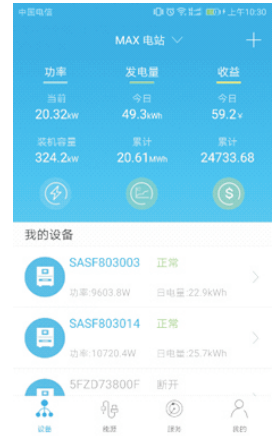 中国电信 上午10:30
MAX 电站
功率 发电量 收益
当前 今日 今日
20.32kw 49.3kwh 59.2¥
装机容量 累计 累计
324.2kw 20.61Mwh 24733.68
我的设备
SASF803003 正常
功率:9603.8W 日电量:22.9kWh
SASF803014 正常
功率:10720.4W 日电量:25.7kWh
5FZD73800F 断开
设备 概览 服务 我的